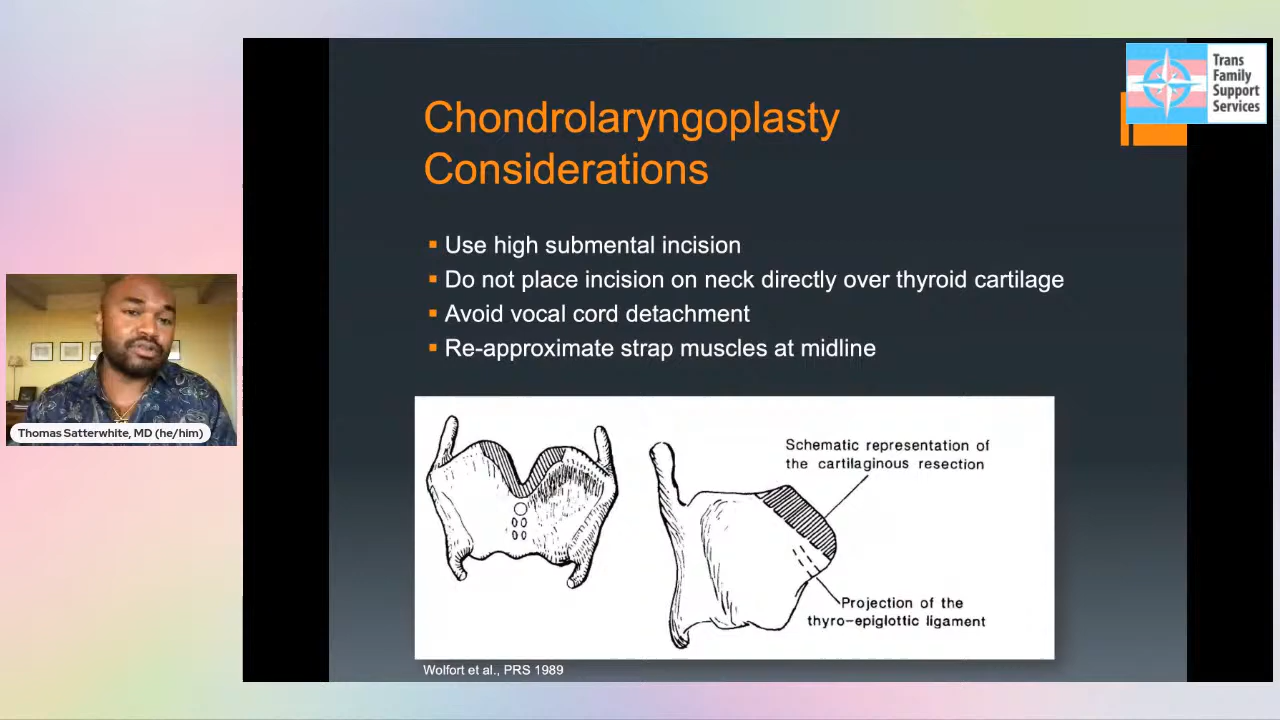 Trans
Family
Support
Services
Chondrolaryngoplasty
Considerations
Use high submental incision
Do not place incision on neck directly over thyroid cartilage
Avoid vocal cord detachment
Re-approximate strap muscles at midline
Thomas Satterwhite, MD (he/him)
Schematic representation of
the cartilaginous resection
Projection of the
thyro-epiglottic ligament
Wolfort et al., PRS 1989